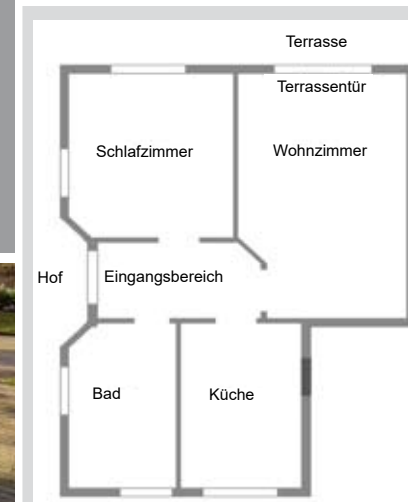 Terrasse
Terrassentür
Schlafzimmer
Wohnzimmer
Hof
Eingangsbereich
Bad
Küche